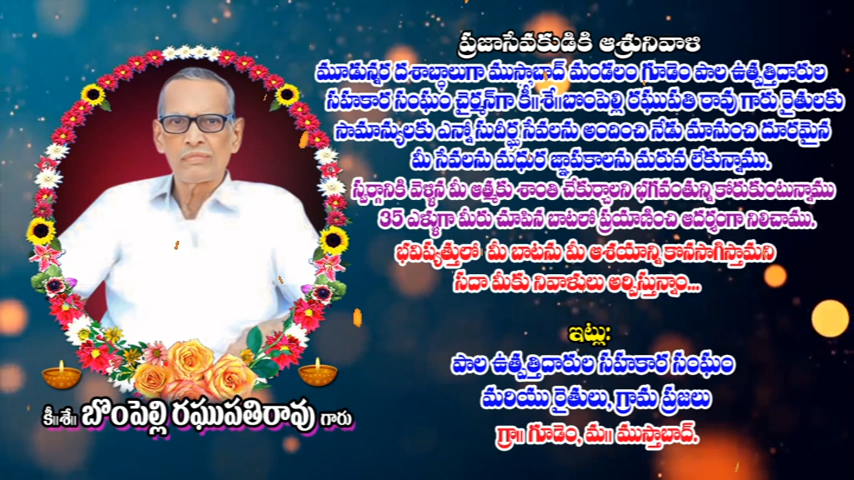 ప్రజాసేవకుడికి ఆశ్రునివాళి
మూడున్నర దశాబ్దాలుగా ముస్తాబాద్ మండలం గూడెం పాల ఉత్పత్తిదారుల
సహకార సంఘం చైర్మన్‌గా కీ॥శే॥బొంపెల్లి రఘుపతి రావు గారు రైతులకు
సామాన్యులకు ఎన్నో సుదీర్ఘ సేవలను అందించి నేడు మానుంచి దూరమైన
మీ సేవలను మధుర జ్ఞాపకాలను మరువ లేకున్నాము.
స్వర్గానికి వెళ్ళిన మీ ఆత్మకు శాంతి చేకుర్చాలని భగవంతున్ని కోరుకుంటున్నాము
35 ఎళ్ళుగా మీరు చూపిన బాటలో ప్రయాణించి ఆదర్శంగా నిలిచాము.
భవిష్యత్తులో మీ బాటను మీ ఆశయాన్ని కొనసాగిస్తామని
సదా మీకు నివాళులు అర్పిస్తున్నాం...
ఇట్లు:
పాల ఉత్పత్తిదారుల సహకార సంఘం
మరియు రైతులు, గ్రామ ప్రజలు
గ్రా॥ గూడెం, మ॥ ముస్తాబాద్.
కీ॥శే॥ బొంపెల్లి రఘుపతిరావు గారు